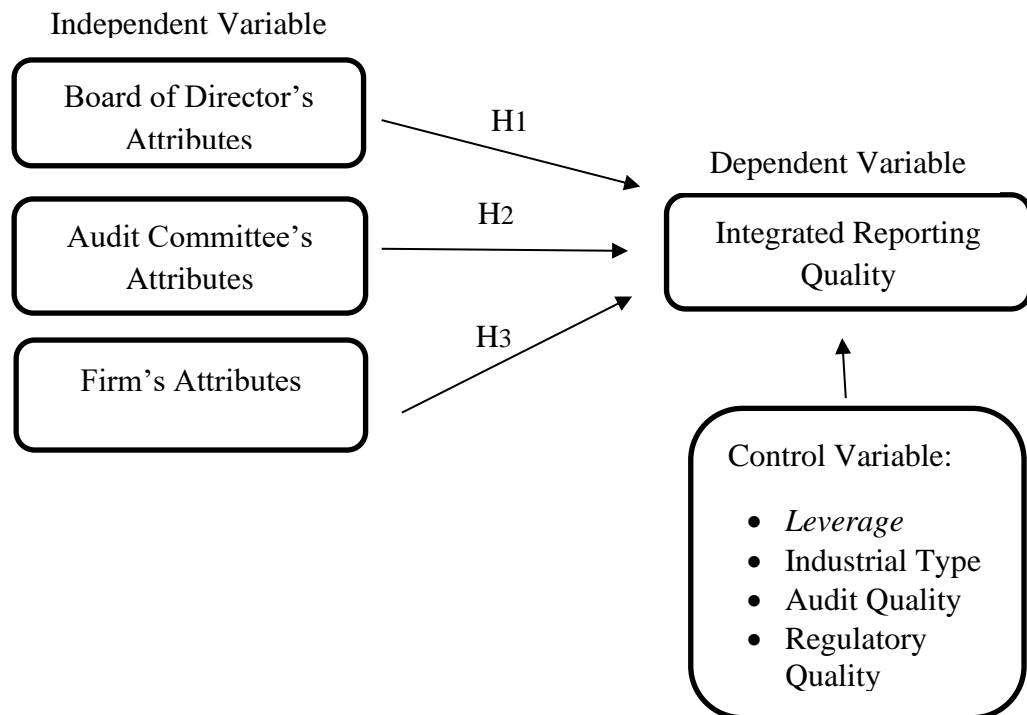 Independent Variable
Board of Director’s
Attributes
H1
Dependent Variable
Audit Committee’s
Attributes
H2
Integrated Reporting
Quality
Firm’s Attributes
H3
Control Variable:
• Leverage
• Industrial Type
• Audit Quality
• Regulatory
Quality